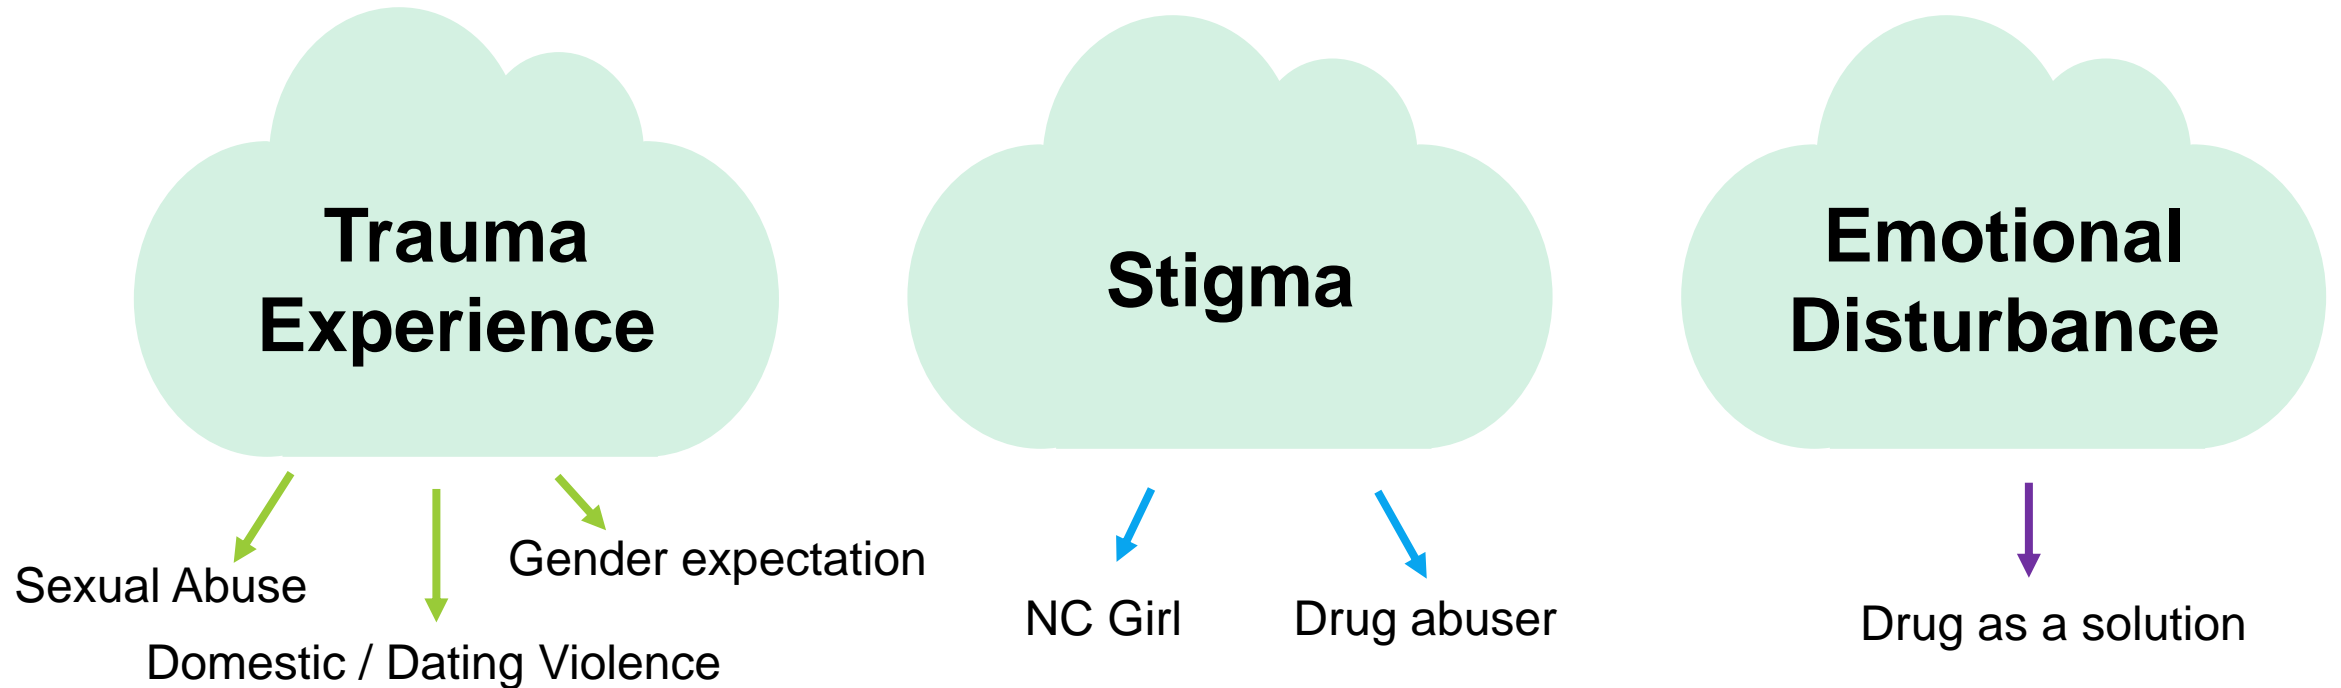 Trauma
Experience
Stigma
Emotional
Disturbance
Sexual Abuse
Domestic / Dating Violence
Gender expectation
NC Girl
Drug abuser
Drug as a solution